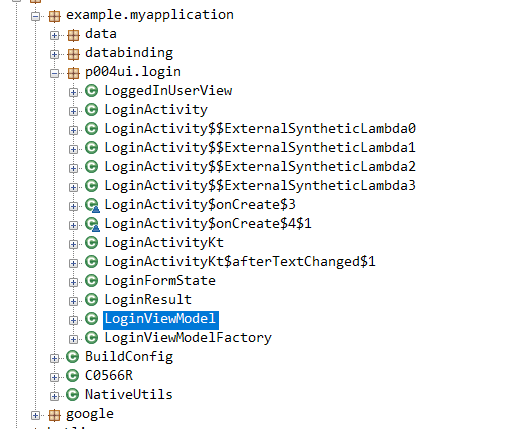 example.myapplication
data
databinding
p004ui.login
LoggedInUserView
LoginActivity
LoginActivity$$ExternalSyntheticLambda0
LoginActivity$$ExternalSyntheticLambda1
LoginActivity$$ExternalSyntheticLambda2
LoginActivity$$ExternalSyntheticLambda3
LoginActivity$onCreate$3
LoginActivity$onCreate$4$1
LoginActivityKt
LoginActivityKt$afterTextChanged$1
LoginFormState
LoginResult
LoginViewModel
LoginViewModelFactory
BuildConfig
C0566R
NativeUtils
google